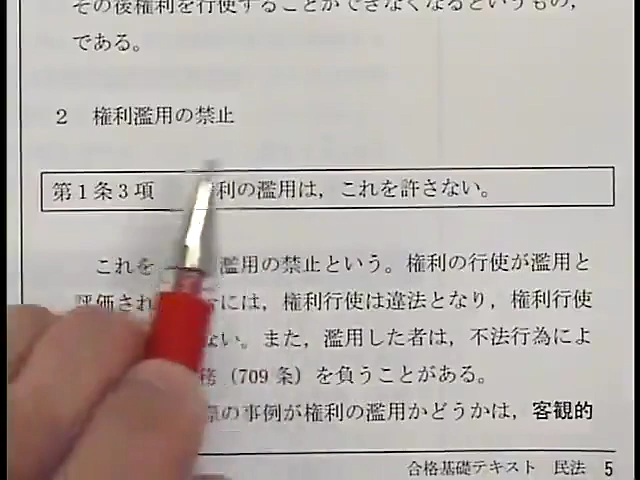 その後権利を行使することができなくなるというもの，
である。
2 権利濫用の禁止
第1条3項 利の濫用は，これを許さない。
これを 濫用の禁止という。権利の行使が濫用と
評価され には，権利行使は違法となり，権利行使
ない。また，濫用した者は，不法行為によ
務（709条）を負うことがある。
の事例が権利の濫用かどうかは，客観的
合格基礎テキスト 民法 5